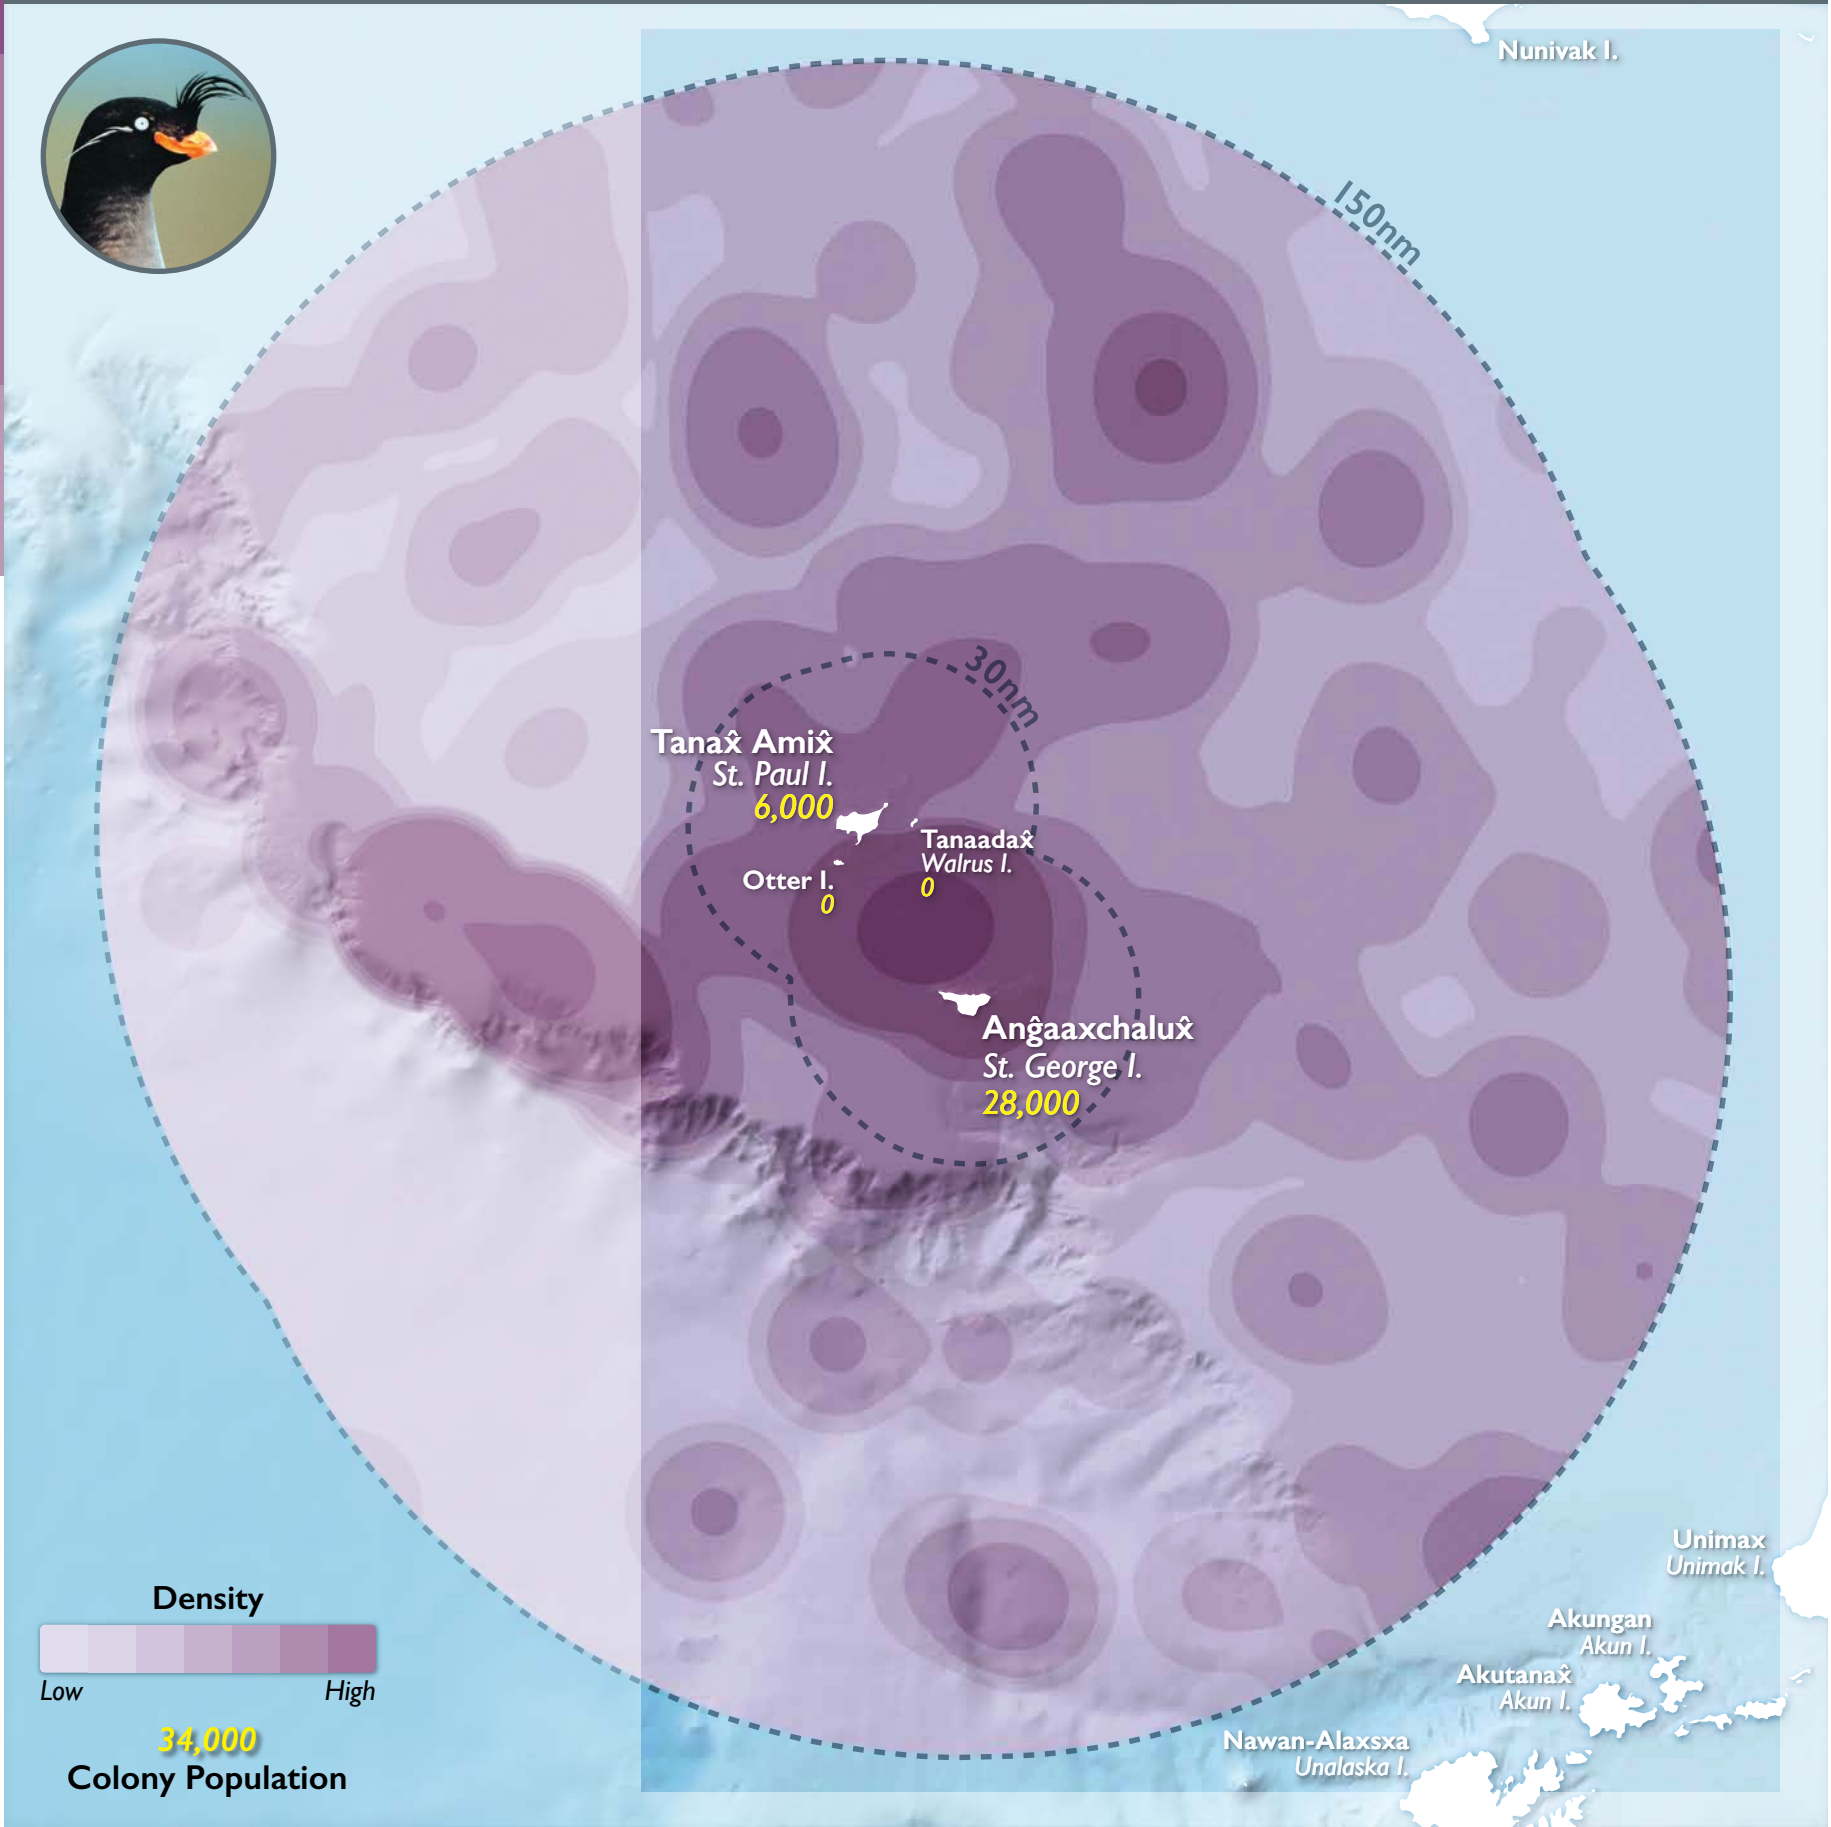 Nunivak I.
150nm
30nm
Tanax̂ Amix̂
St. Paul I.
6,000
Tanaadax̂
Walrus I.
0
Otter I.
0
Anĝaaxchalux̂
St. George I.
28,000
Unimax
Unimak I.
Akungan
Akun I.
Akutanax̂
Akun I.
Nawan-Alaxsxa
Unalaska I.
Density
Low
High
34,000
Colony Population